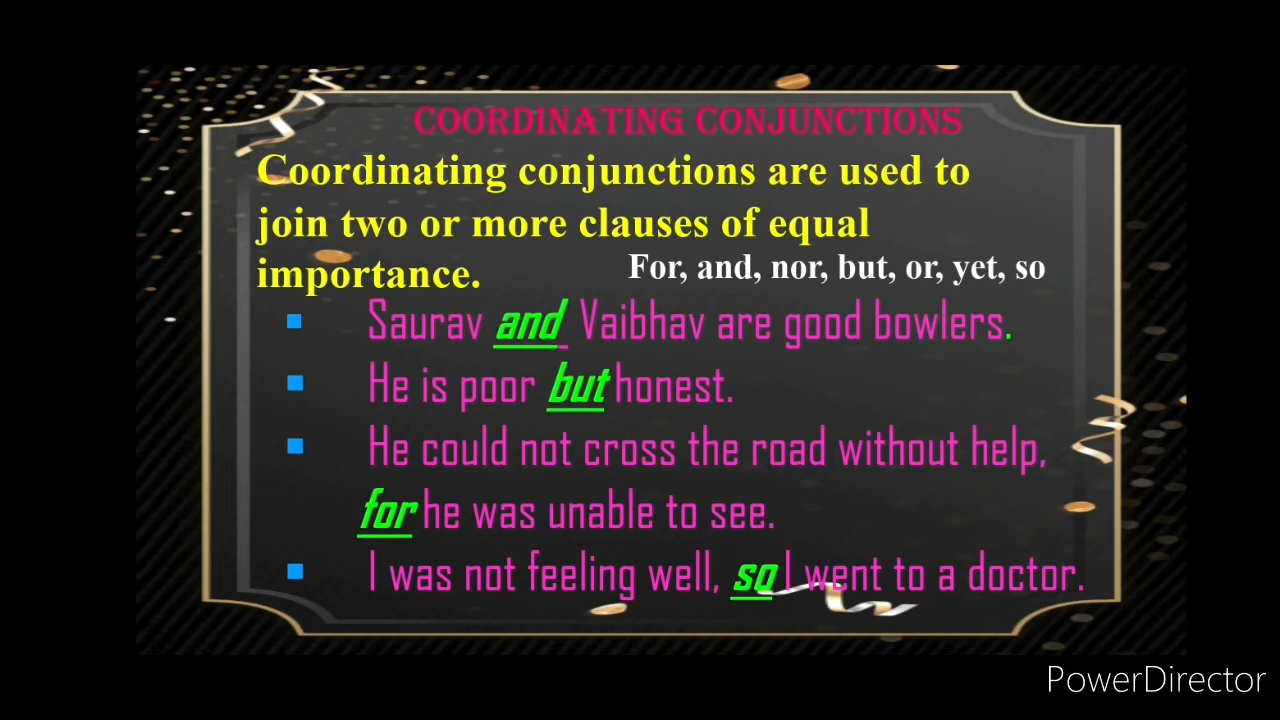 COORDINATING CONJUNCTIONS
Coordinating conjunctions are used to
join two or more clauses of equal
importance.
For, and, nor, but, or, yet, so
Saurav and Vaibhav are good bowlers.
He is poor but honest.
He could not cross the road without help,
for he was unable to see.
I was not feeling well, so I went to a doctor.
PowerDirector